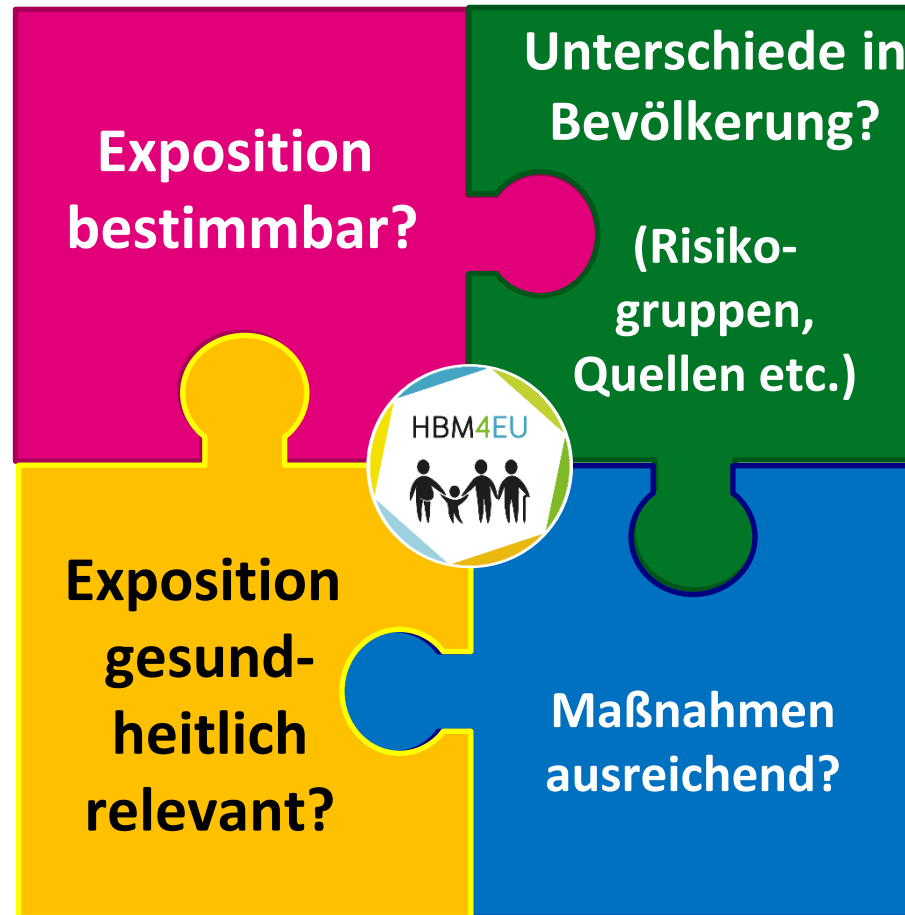 Exposition
bestimmbar?
Unterschiede in
Bevölkerung?
(Risiko-
gruppen,
Quellen etc.)
HBM4EU
Exposition
gesund-
heitlich
relevant?
Maßnahmen
ausreichend?